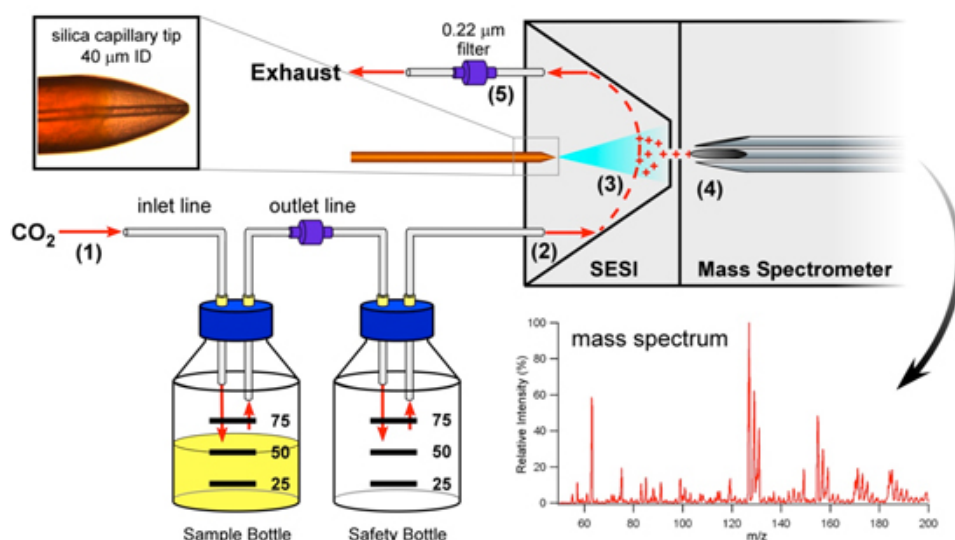 silica capillary tip
40 μm ID
0.22 μm
filter
Exhaust
(5)
(3)
(4)
inlet line
outlet line
CO₂
(1)
(2)
SESI
Mass Spectrometer
mass spectrum
Relative Intensity (%)
100
80
60
40
20
0
60 80 100 120 140 160 180 200
m/z
75
50
25
75
50
25
Sample Bottle
Safety Bottle